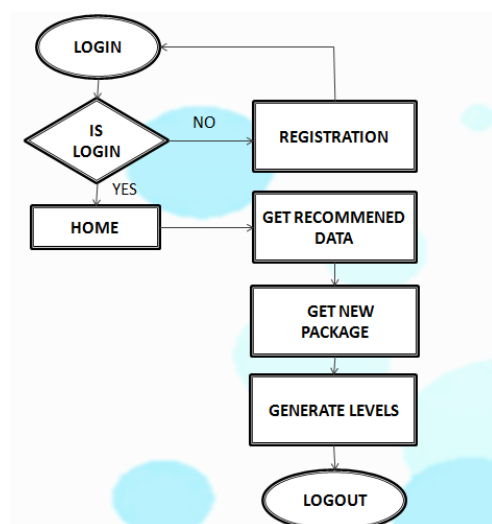 LOGIN
IS
LOGIN
NO
REGISTRATION
YES
HOME
GET RECOMMENED
DATA
GET NEW
PACKAGE
GENERATE LEVELS
LOGOUT